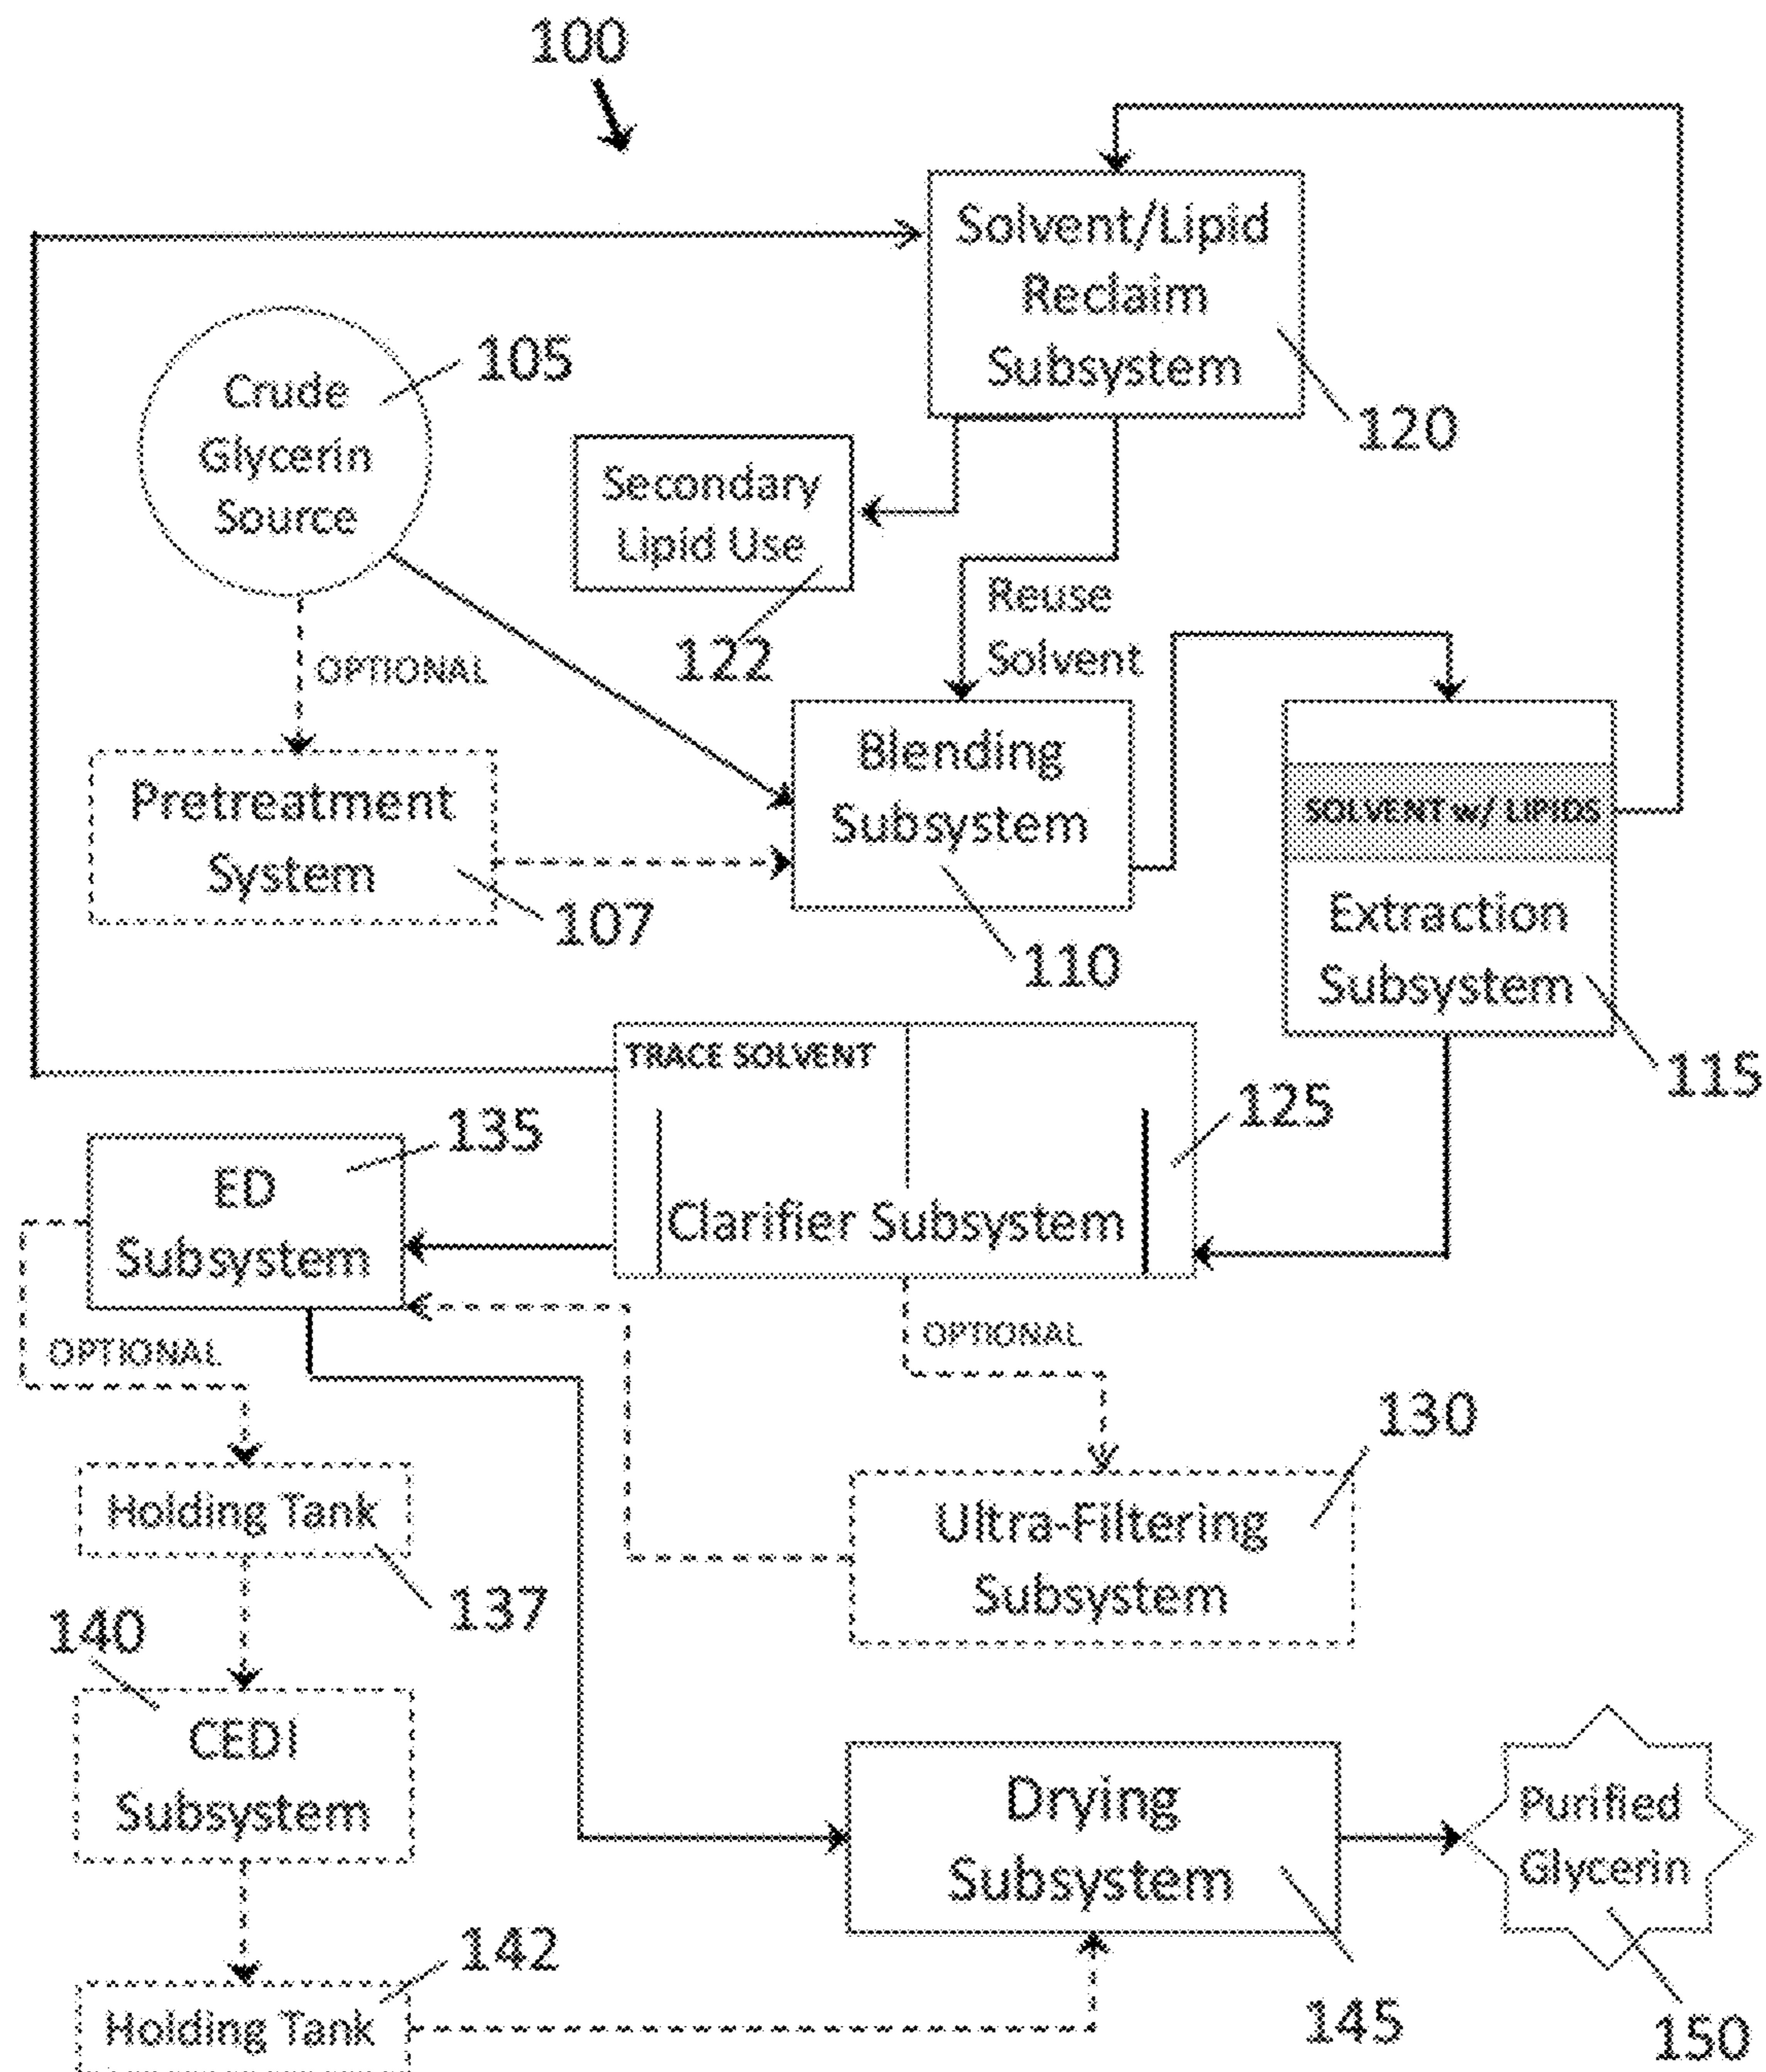 100
Solvent/Lipid
Reclaim
Subsystem
120
105
Crude
Glycerin
Source
Secondary
Lipid Use
122
Reuse
Solvent
OPTIONAL
Pretreatment
System
107
Blending
Subsystem
110
SOLVENT w/ LIPIDS
Extraction
Subsystem
115
TRACE SOLVENT
Clarifier Subsystem
125
135
ED
Subsystem
OPTIONAL
OPTIONAL
130
Ultra-Filtering
Subsystem
Holding Tank
137
140
CEDI
Subsystem
Drying
Subsystem
145
Purified
Glycerin
150
142
Holding Tank